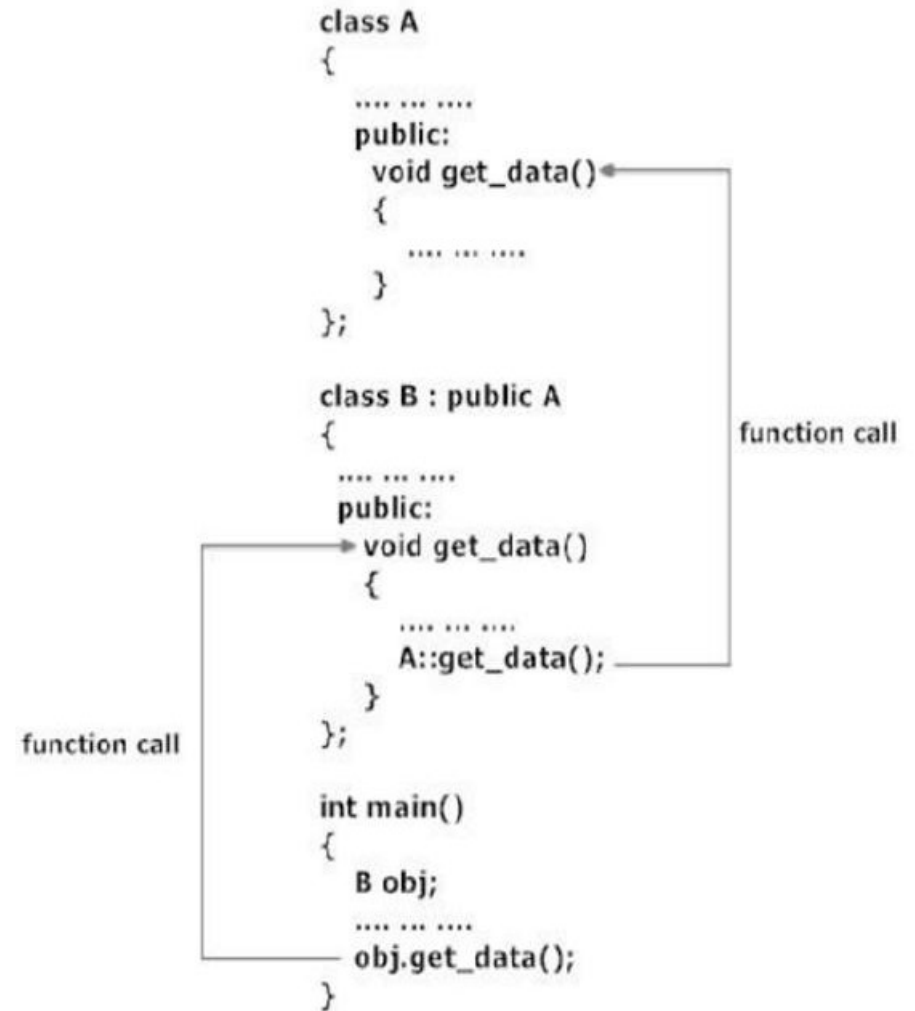 class A
{
.... ... ....
public:
void get_data()
{
.... ... ....
}
};
class B : public A
{
function call
.... ... ....
public:
void get_data()
{
.... ... ....
A::get_data();
}
};
function call
int main()
{
B obj;
.... ... ....
obj.get_data();
}